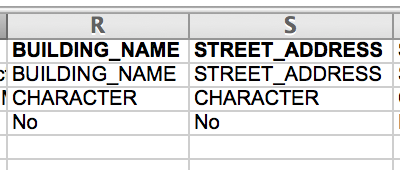 R S
BUILDING_NAME STREET_ADDRESS
BUILDING_NAME STREET_ADDRESS
CHARACTER CHARACTER
No No